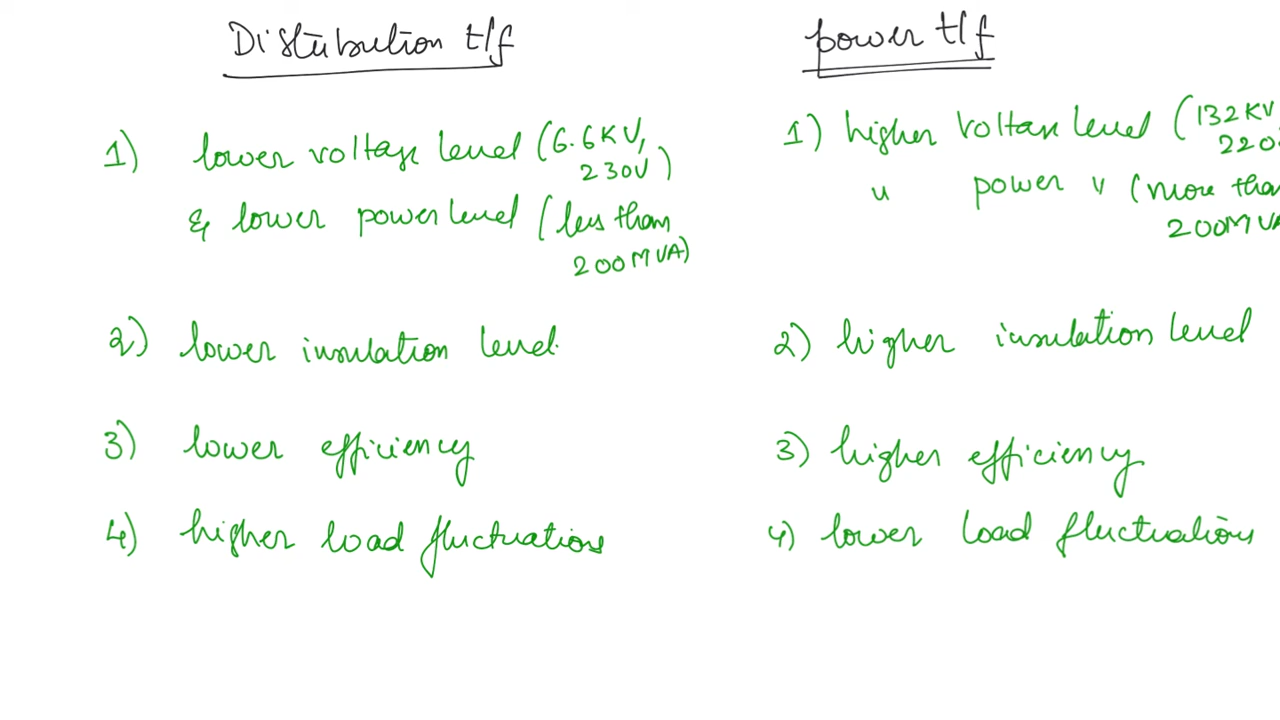 Distribution t/f
1) lower voltage level (6.6KV,
230V)
& lower power level (less than
200MVA)
2) lower insulation level.
3) lower efficiency
4) higher load fluctuations
power t/f
1) higher voltage level (132KV,
220
" power " (more than
200MVA
2) higher insulation level
3) higher efficiency
4) lower load fluctuations